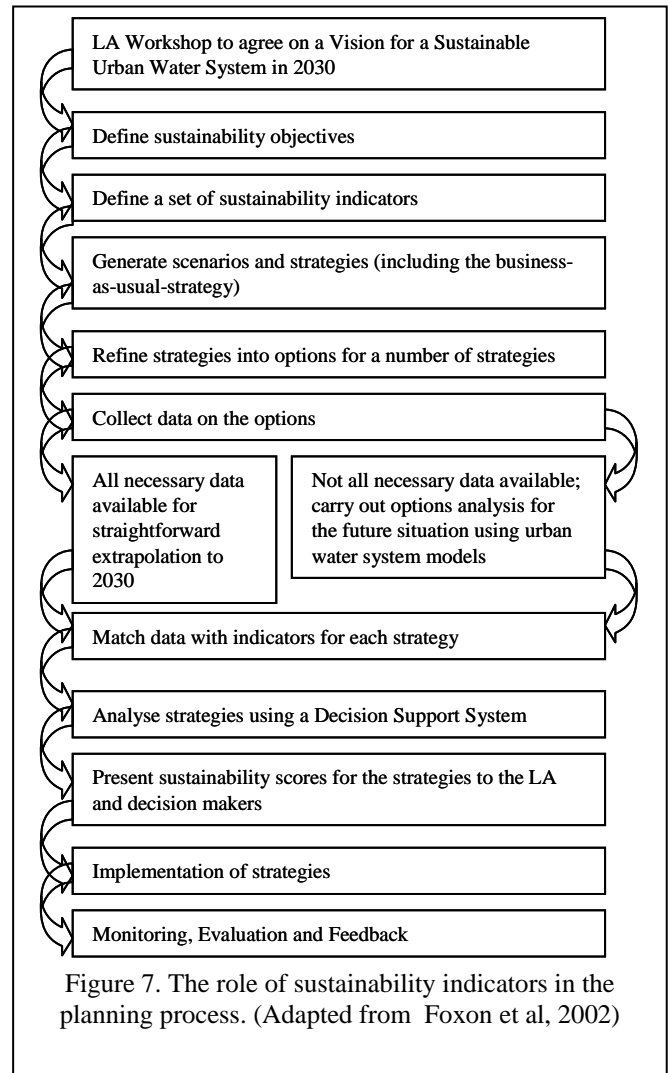 LA Workshop to agree on a Vision for a Sustainable
Urban Water System in 2030
Define sustainability objectives
Define a set of sustainability indicators
Generate scenarios and strategies (including the business-
as-usual-strategy)
Refine strategies into options for a number of strategies
Collect data on the options
All necessary data
available for
straightforward
extrapolation to
2030
Not all necessary data available;
carry out options analysis for
the future situation using urban
water system models
Match data with indicators for each strategy
Analyse strategies using a Decision Support System
Present sustainability scores for the strategies to the LA
and decision makers
Implementation of strategies
Monitoring, Evaluation and Feedback
Figure 7. The role of sustainability indicators in the
planning process. (Adapted from  Foxon et al, 2002)